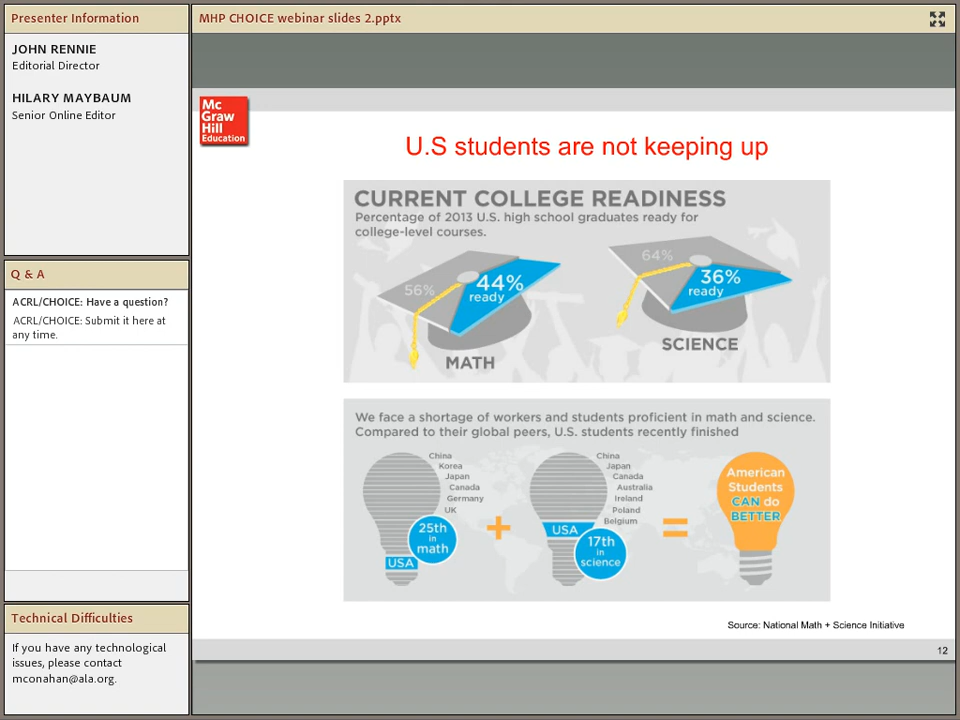 Presenter Information
JOHN RENNIE
Editorial Director
HILARY MAYBAUM
Senior Online Editor
Q & A
ACRL/CHOICE: Have a question?
ACRL/CHOICE: Submit it here at
any time.
Technical Difficulties
If you have any technological
issues, please contact
mconahan@ala.org.
MHP CHOICE webinar slides 2.pptx
Mc
Graw
Hill
Education
U.S students are not keeping up
CURRENT COLLEGE READINESS
Percentage of 2013 U.S. high school graduates ready for
college-level courses.
56%
44%
ready
MATH
64%
36%
ready
SCIENCE
We face a shortage of workers and students proficient in math and science.
Compared to their global peers, U.S. students recently finished
China
Korea
Japan
Canada
Germany
UK
25th
in
math
USA
+
China
Japan
Canada
Australia
Ireland
Poland
Belgium
USA
17th
in
science
=
American
Students
CAN do
BETTER
Source: National Math + Science Initiative
12